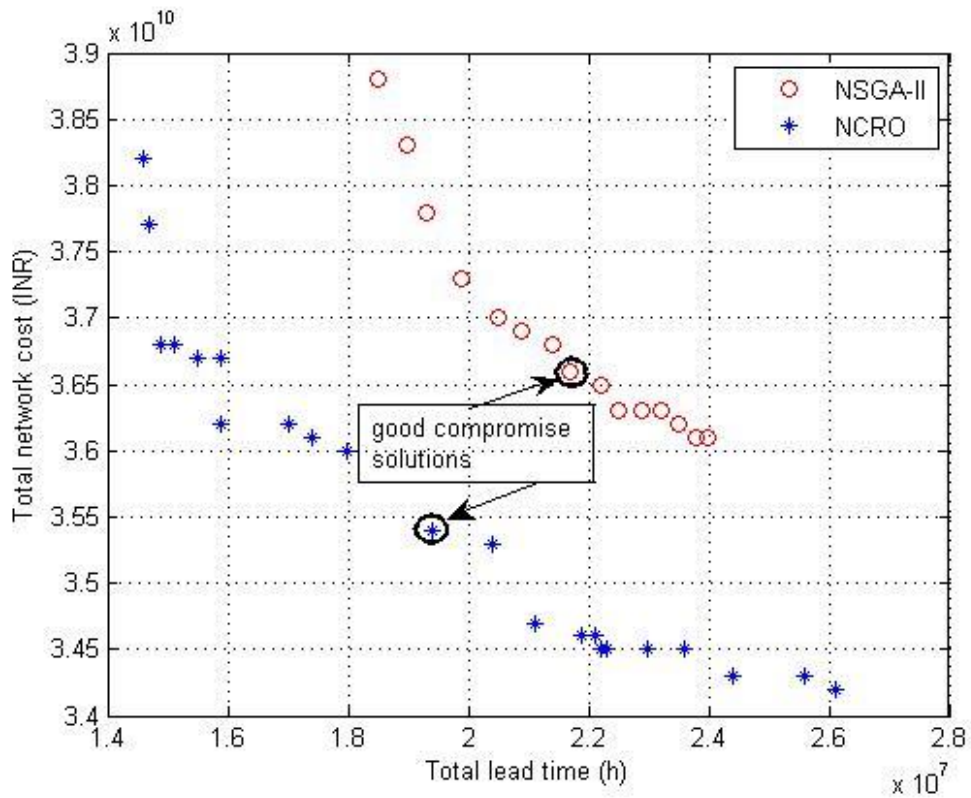 x 10^10
3.9
3.85
3.8
3.75
3.7
3.65
3.6
3.55
3.5
3.45
3.4
Total network cost (INR)
NSGA-II
NCRO
good compromise
solutions
1.4 1.6 1.8 2 2.2 2.4 2.6 2.8
Total lead time (h)
x 10^7